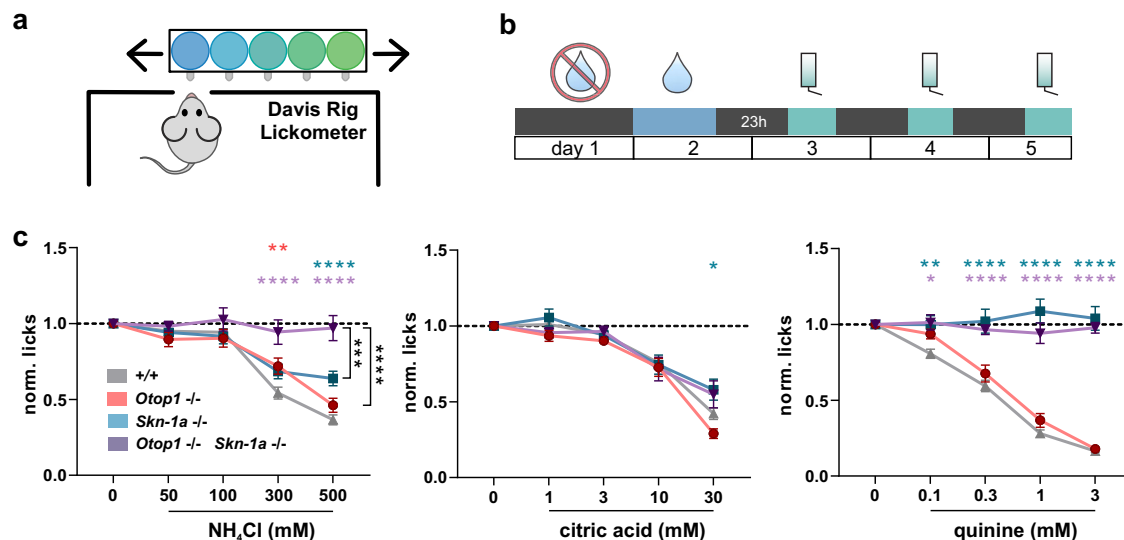 a
Davis Rig
Lickometer
b
23h
day 1 2 3 4 5
c
norm. licks
1.5
1.0
0.5
0.0
** 
**** ****
****
***
****
+/+
Otop1 -/-
Skn-1a -/-
Otop1 -/- Skn-1a -/-
0 50 100 300 500
NH₄Cl (mM)
norm. licks
1.5
1.0
0.5
0.0
*
0 1 3 10 30
citric acid (mM)
norm. licks
1.5
1.0
0.5
0.0
** **** **** ****
* **** **** ****
0 0.1 0.3 1 3
quinine (mM)